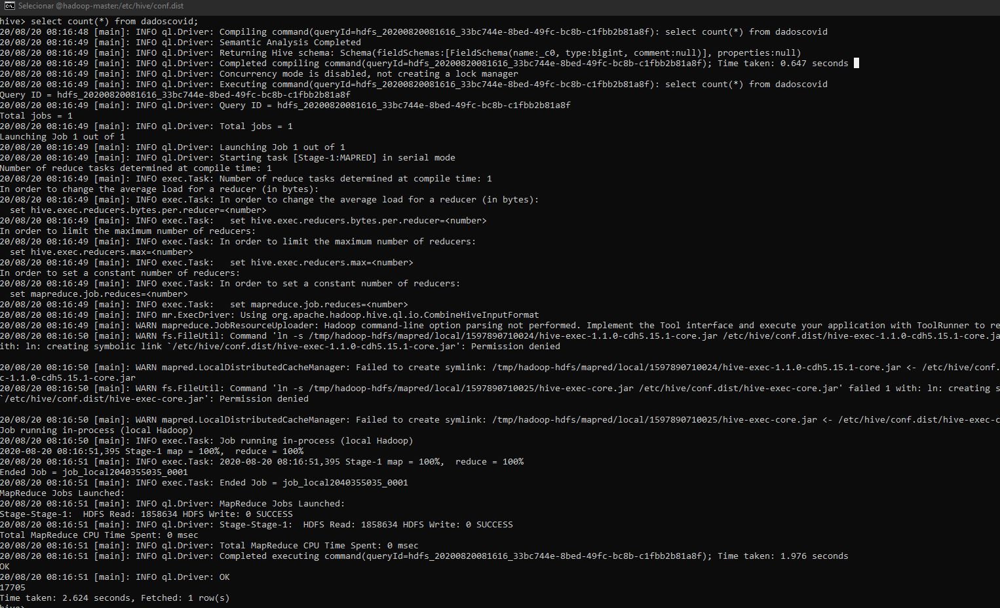 Selecionar @hadoop-master:/etc/hive/conf.dist
hive> select count(*) from dadoscovid;
20/08/20 08:16:48 [main]: INFO ql.Driver: Compiling command(queryId=hdfs_20200820081616_33bc744e-8bed-49fc-bc8b-c1fbb2b81a8f): select count(*) from dadoscovid
20/08/20 08:16:49 [main]: INFO ql.Driver: Semantic Analysis Completed
20/08/20 08:16:49 [main]: INFO ql.Driver: Returning Hive schema: Schema(fieldSchemas:[FieldSchema(name:_c0, type:bigint, comment:null)], properties:null)
20/08/20 08:16:49 [main]: INFO ql.Driver: Completed compiling command(queryId=hdfs_20200820081616_33bc744e-8bed-49fc-bc8b-c1fbb2b81a8f); Time taken: 0.647 seconds
20/08/20 08:16:49 [main]: INFO ql.Driver: Concurrency mode is disabled, not creating a lock manager
20/08/20 08:16:49 [main]: INFO ql.Driver: Executing command(queryId=hdfs_20200820081616_33bc744e-8bed-49fc-bc8b-c1fbb2b81a8f): select count(*) from dadoscovid
Query ID = hdfs_20200820081616_33bc744e-8bed-49fc-bc8b-c1fbb2b81a8f
20/08/20 08:16:49 [main]: INFO ql.Driver: Query ID = hdfs_20200820081616_33bc744e-8bed-49fc-bc8b-c1fbb2b81a8f
Total jobs = 1
20/08/20 08:16:49 [main]: INFO ql.Driver: Total jobs = 1
Launching Job 1 out of 1
20/08/20 08:16:49 [main]: INFO ql.Driver: Launching Job 1 out of 1
20/08/20 08:16:49 [main]: INFO ql.Driver: Starting task [Stage-1:MAPRED] in serial mode
Number of reduce tasks determined at compile time: 1
20/08/20 08:16:49 [main]: INFO exec.Task: Number of reduce tasks determined at compile time: 1
In order to change the average load for a reducer (in bytes):
20/08/20 08:16:49 [main]: INFO exec.Task: In order to change the average load for a reducer (in bytes):
  set hive.exec.reducers.bytes.per.reducer=<number>
20/08/20 08:16:49 [main]: INFO exec.Task:   set hive.exec.reducers.bytes.per.reducer=<number>
In order to limit the maximum number of reducers:
20/08/20 08:16:49 [main]: INFO exec.Task: In order to limit the maximum number of reducers:
  set hive.exec.reducers.max=<number>
20/08/20 08:16:49 [main]: INFO exec.Task:   set hive.exec.reducers.max=<number>
In order to set a constant number of reducers:
20/08/20 08:16:49 [main]: INFO exec.Task: In order to set a constant number of reducers:
  set mapreduce.job.reduces=<number>
20/08/20 08:16:49 [main]: INFO exec.Task:   set mapreduce.job.reduces=<number>
20/08/20 08:16:49 [main]: INFO mr.ExecDriver: Using org.apache.hadoop.hive.ql.io.CombineHiveInputFormat
20/08/20 08:16:49 [main]: WARN mapreduce.JobResourceUploader: Hadoop command-line option parsing not performed. Implement the Tool interface and execute your application with ToolRunner to re
20/08/20 08:16:50 [main]: WARN fs.FileUtil: Command 'ln -s /tmp/hadoop-hdfs/mapred/local/1597890710024/hive-exec-1.1.0-cdh5.15.1-core.jar /etc/hive/conf.dist/hive-exec-1.1.0-cdh5.15.1-core.ja
ith: ln: creating symbolic link `/etc/hive/conf.dist/hive-exec-1.1.0-cdh5.15.1-core.jar': Permission denied
20/08/20 08:16:50 [main]: WARN mapred.LocalDistributedCacheManager: Failed to create symlink: /tmp/hadoop-hdfs/mapred/local/1597890710024/hive-exec-1.1.0-cdh5.15.1-core.jar <- /etc/hive/conf.
c-1.1.0-cdh5.15.1-core.jar
20/08/20 08:16:50 [main]: WARN fs.FileUtil: Command 'ln -s /tmp/hadoop-hdfs/mapred/local/1597890710025/hive-exec-core.jar /etc/hive/conf.dist/hive-exec-core.jar' failed 1 with: ln: creating s
`/etc/hive/conf.dist/hive-exec-core.jar': Permission denied
20/08/20 08:16:50 [main]: WARN mapred.LocalDistributedCacheManager: Failed to create symlink: /tmp/hadoop-hdfs/mapred/local/1597890710025/hive-exec-core.jar <- /etc/hive/conf.dist/hive-exec-c
Job running in-process (local Hadoop)
20/08/20 08:16:50 [main]: INFO exec.Task: Job running in-process (local Hadoop)
2020-08-20 08:16:51,395 Stage-1 map = 100%,  reduce = 100%
20/08/20 08:16:51 [main]: INFO exec.Task: 2020-08-20 08:16:51,395 Stage-1 map = 100%,  reduce = 100%
Ended Job = job_local2040355035_0001
20/08/20 08:16:51 [main]: INFO exec.Task: Ended Job = job_local2040355035_0001
MapReduce Jobs Launched:
20/08/20 08:16:51 [main]: INFO ql.Driver: MapReduce Jobs Launched:
Stage-Stage-1:  HDFS Read: 1858634 HDFS Write: 0 SUCCESS
20/08/20 08:16:51 [main]: INFO ql.Driver: Stage-Stage-1:  HDFS Read: 1858634 HDFS Write: 0 SUCCESS
Total MapReduce CPU Time Spent: 0 msec
20/08/20 08:16:51 [main]: INFO ql.Driver: Total MapReduce CPU Time Spent: 0 msec
20/08/20 08:16:51 [main]: INFO ql.Driver: Completed executing command(queryId=hdfs_20200820081616_33bc744e-8bed-49fc-bc8b-c1fbb2b81a8f); Time taken: 1.976 seconds
OK
20/08/20 08:16:51 [main]: INFO ql.Driver: OK
17705
Time taken: 2.624 seconds, Fetched: 1 row(s)
hive>